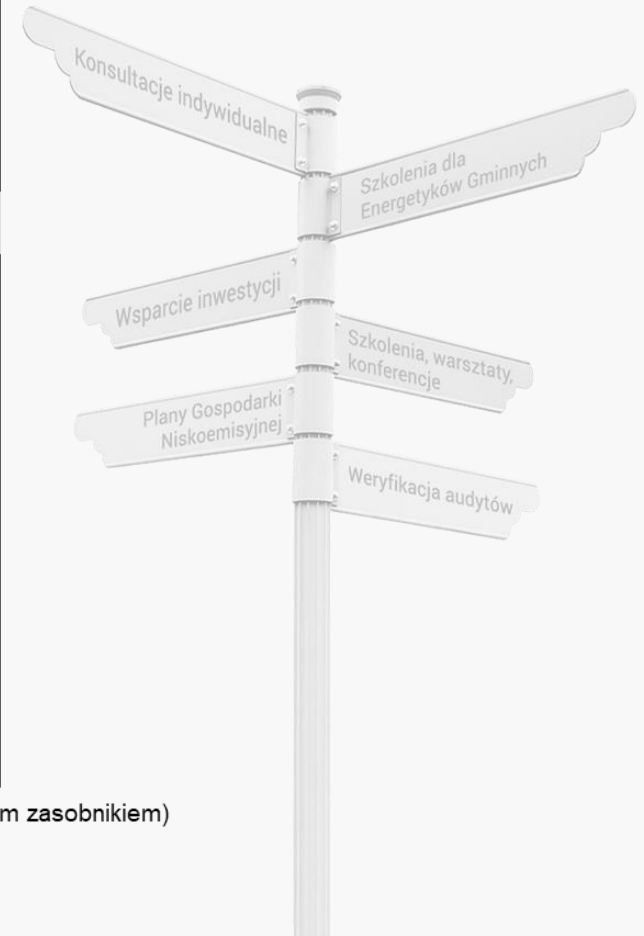 Konsultacje indywidualne
Szkolenia dla
Energetyków Gminnych
Wsparcie inwestycji
Szkolenia, warsztaty,
konferencje
Plany Gospodarki
Niskoemisyjnej
Weryfikacja audytów
m zasobnikiem)